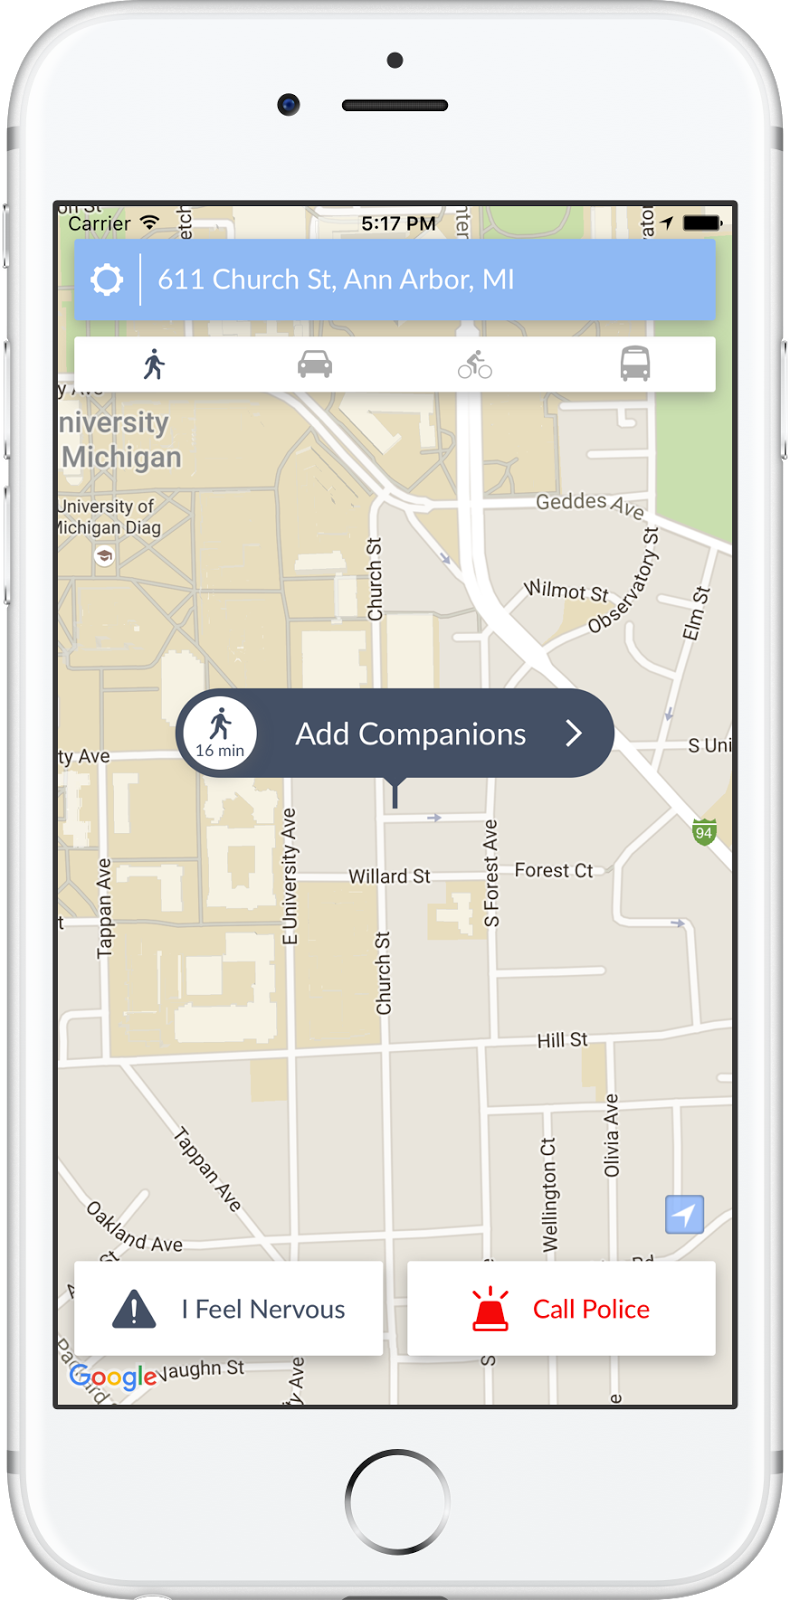 Carrier
5:17 PM
611 Church St, Ann Arbor, MI
niversity
Michigan
University of
Michigan Diag
Geddes Ave
Church St
Wilmot St
Observatory St
Elm St
16 min
Add Companions
S Uni
ty Ave
94
Willard St
Forest Ct
S Forest Ave
E University Ave
Tappan Ave
Church St
Hill St
Olivia Ave
Tappan Ave
Wellington Ct
Oakland Ave
I Feel Nervous
Call Police
Google
Vaughn St